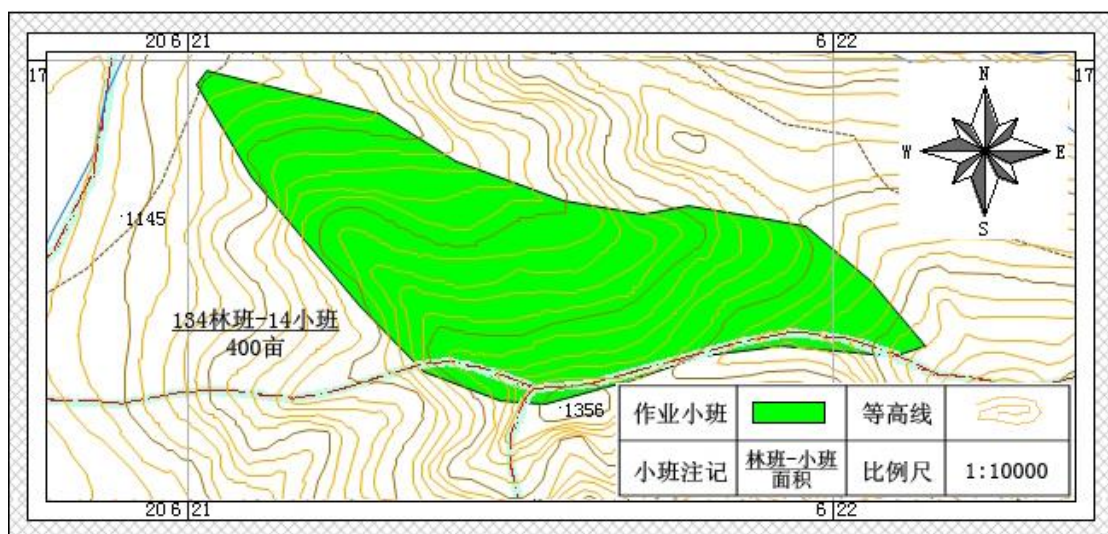 20 6 21
6 22
17
17
N
W
E
S
·1145
134林班-14小班
400亩
·1356
作业小班
等高线
小班注记
林班-小班
面积
比例尺
1:10000
20 6 21
6 22